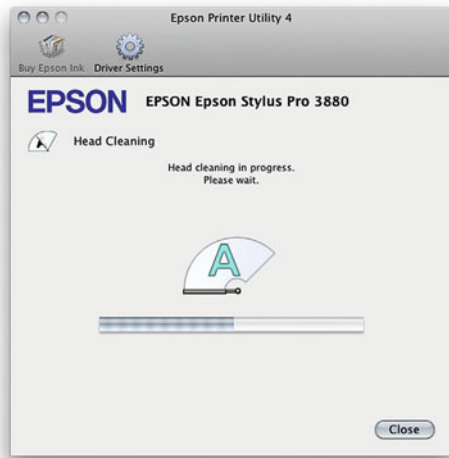 Epson Printer Utility 4
Buy Epson Ink Driver Settings
EPSON EPSON Epson Stylus Pro 3880
Head Cleaning
Head cleaning in progress.
Please wait.
A
Close